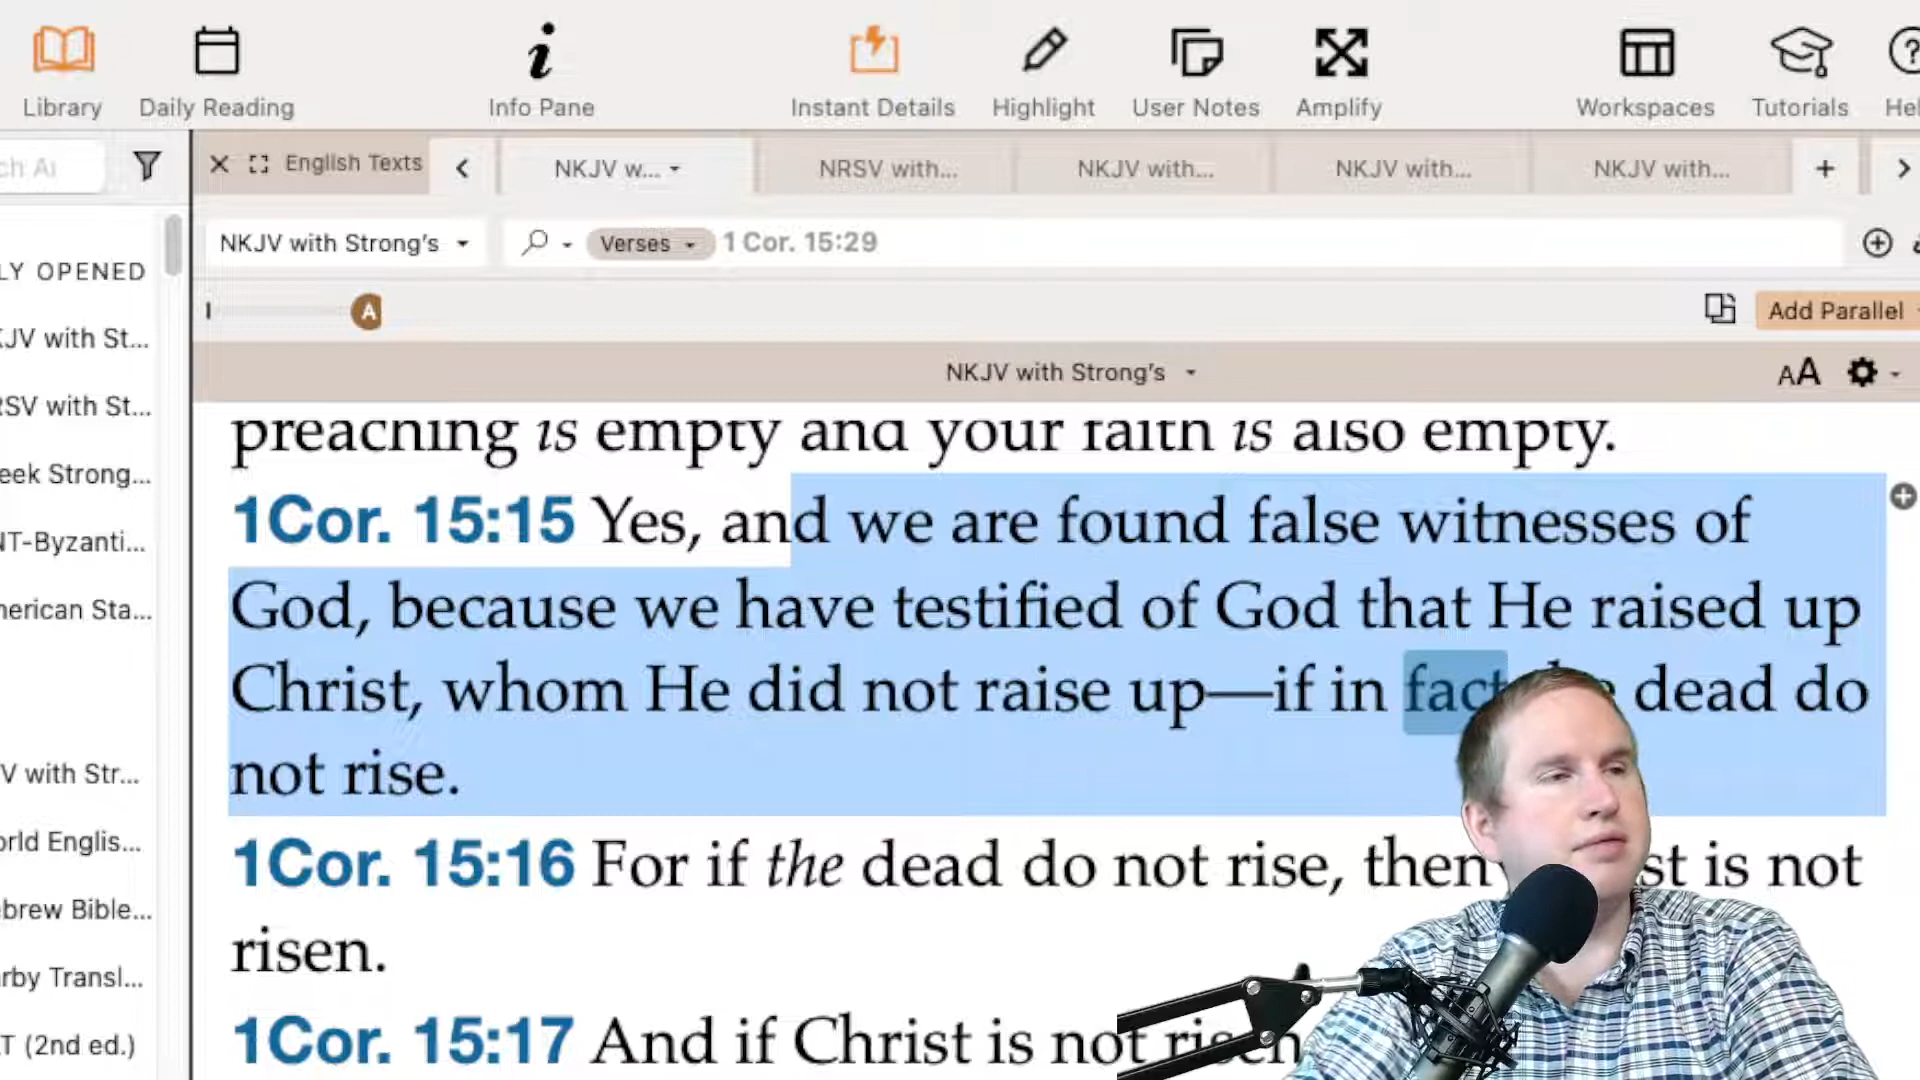 Library
Daily Reading
Info Pane
Instant Details
Highlight
User Notes
Amplify
Workspaces
Tutorials
English Texts
NKJV w...
NRSV with...
NKJV with...
NKJV with...
NKJV with...
NKJV with Strong's
Verses
1 Cor. 15:29
LY OPENED
A
Add Parallel
JV with St...
NKJV with Strong's
AA
SV with St...
eek Strong...
NT-Byzanti...
nerican Sta...
V with Str...
orld Englis...
ebrew Bible...
rby Transl...
T (2nd ed.)
preaching is empty and your faith is also empty.
1Cor. 15:15 Yes, and we are found false witnesses of
God, because we have testified of God that He raised up
Christ, whom He did not raise up—if in fact dead do
not rise.
1Cor. 15:16 For if the dead do not rise, then st is not
risen.
1Cor. 15:17 And if Christ is not risen